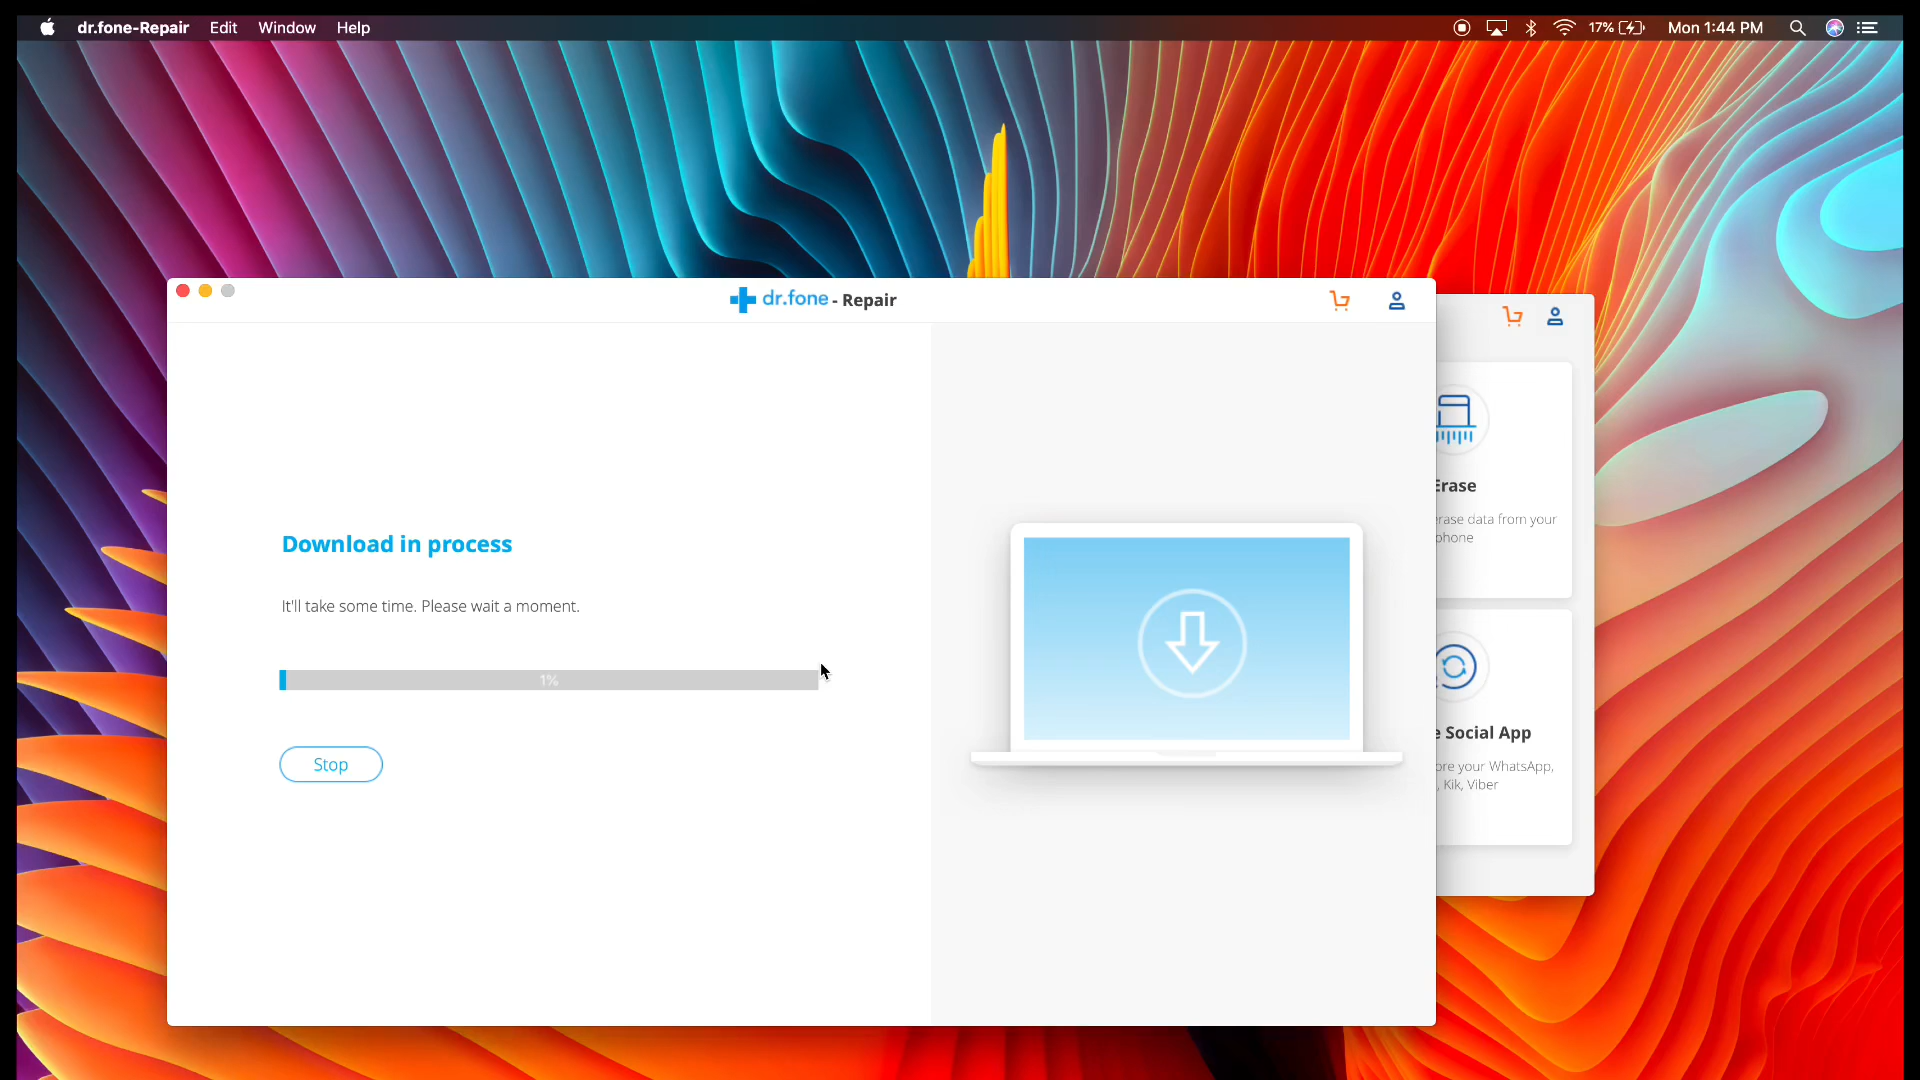 dr.fone-Repair Edit Window Help 17% Mon 1:44 PM
dr.fone - Repair
Download in process
It'll take some time. Please wait a moment.
1%
Stop
Erase
erase data from your
phone
Social App
ore your WhatsApp,
, Kik, Viber